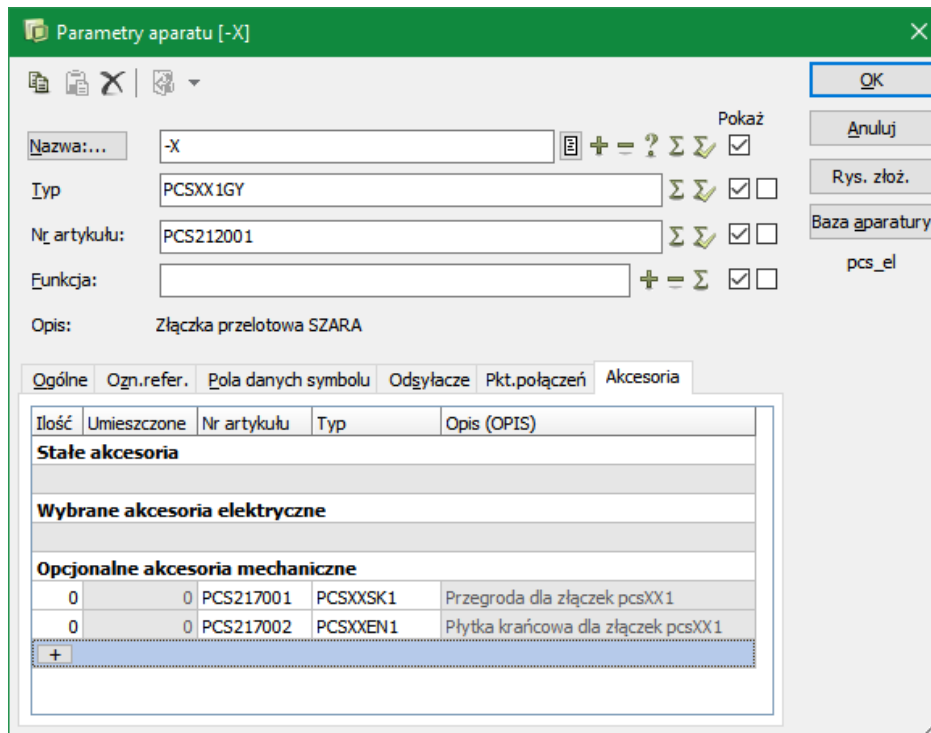 Parametry aparatu [-X]
OK
Pokaż
Nazwa:... -X
Anuluj
Typ PCSXX1GY
Rys. złoż.
Nr artykułu: PCS212001
Baza aparatury
Funkcja:
pcs_el
Opis: Złączka przelotowa SZARA
Ogólne Ozn.refer. Pola danych symbolu Odsyłacze Pkt.połączeń Akcesoria
Ilość Umieszczone Nr artykułu Typ Opis (OPIS)
Stałe akcesoria
Wybrane akcesoria elektryczne
Opcjonalne akcesoria mechaniczne
0 0 PCS217001 PCSXXSK1 Przegroda dla złączek pcsXX1
0 0 PCS217002 PCSXXEN1 Płytka krańcowa dla złączek pcsXX1
+